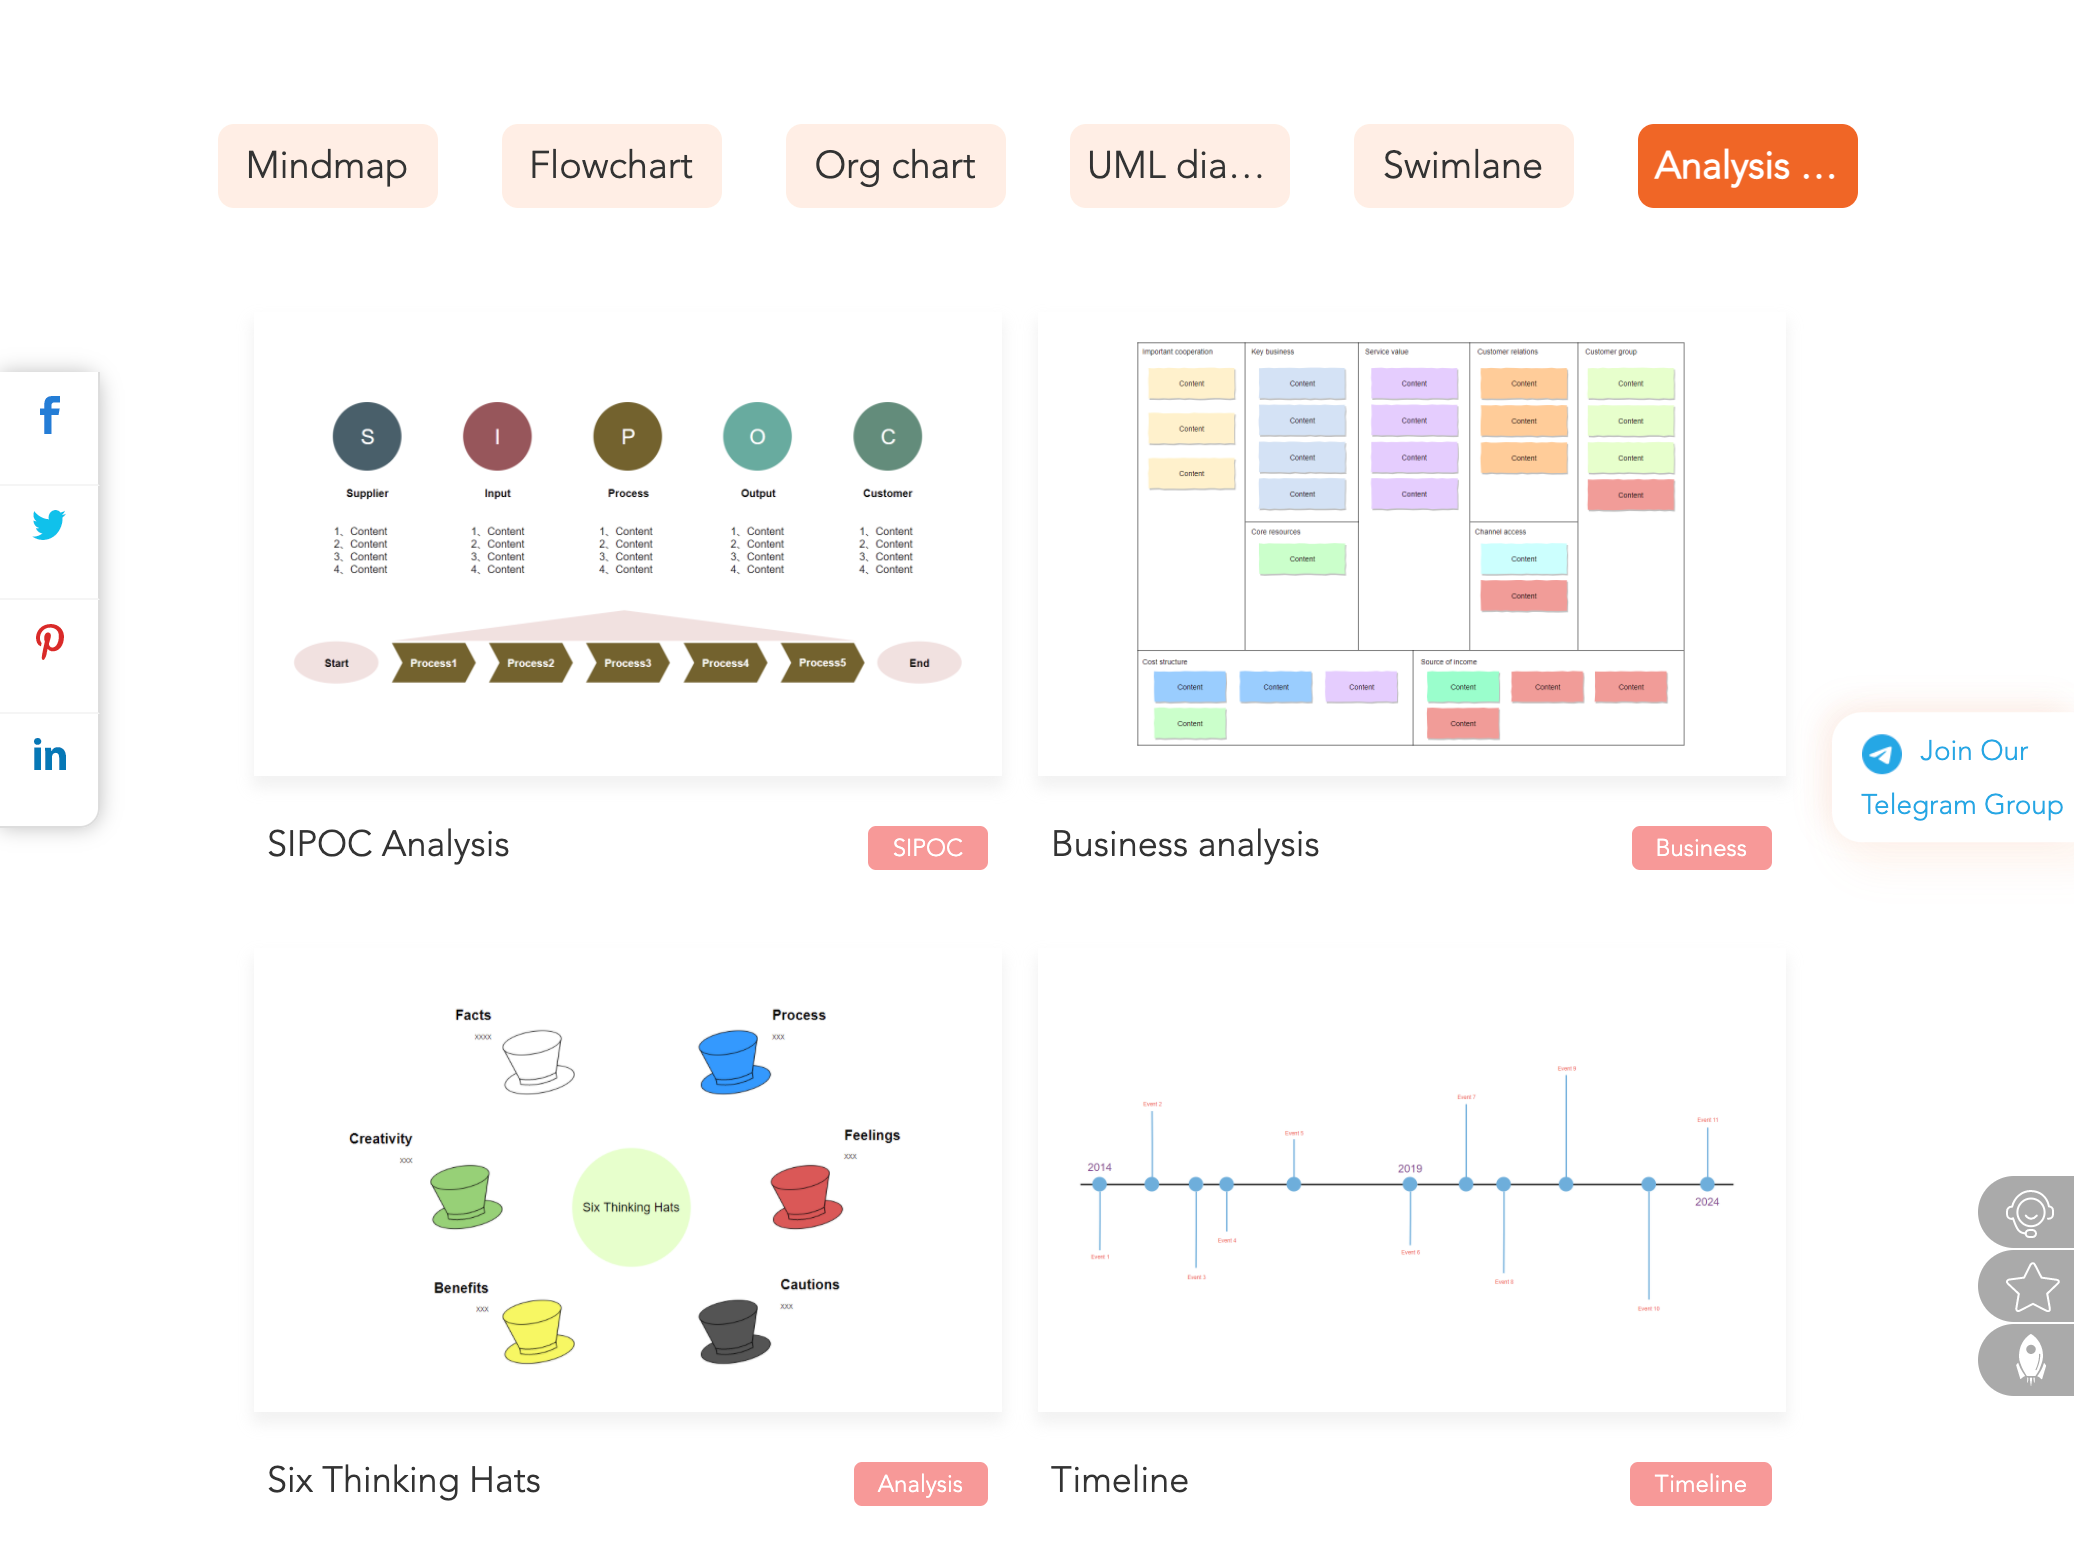 Mindmap
Flowchart
Org chart
UML dia...
Swimlane
Analysis ...
S
I
P
O
C
Supplier
Input
Process
Output
Customer
1、Content
2、Content
3、Content
4、Content
1、Content
2、Content
3、Content
4、Content
1、Content
2、Content
3、Content
4、Content
1、Content
2、Content
3、Content
4、Content
1、Content
2、Content
3、Content
4、Content
Start
Process1
Process2
Process3
Process4
Process5
End
SIPOC Analysis
SIPOC
Important cooperation
Content
Content
Content
Key business
Content
Content
Content
Content
Core resources
Content
Service value
Content
Content
Content
Content
Customer relations
Content
Content
Content
Channel access
Content
Content
Customer group
Content
Content
Content
Content
Cost structure
Content
Content
Content
Content
Source of income
Content
Content
Content
Content
Business analysis
Business
Join Our
Telegram Group
Facts
xxxx
Process
xxx
Creativity
xxx
Feelings
xxx
Six Thinking Hats
Benefits
xxx
Cautions
xxx
Six Thinking Hats
Analysis
2014
2019
2024
Event 1
Event 2
Event 3
Event 4
Event 5
Event 7
Event 9
Event 10
Event 11
Timeline
Timeline